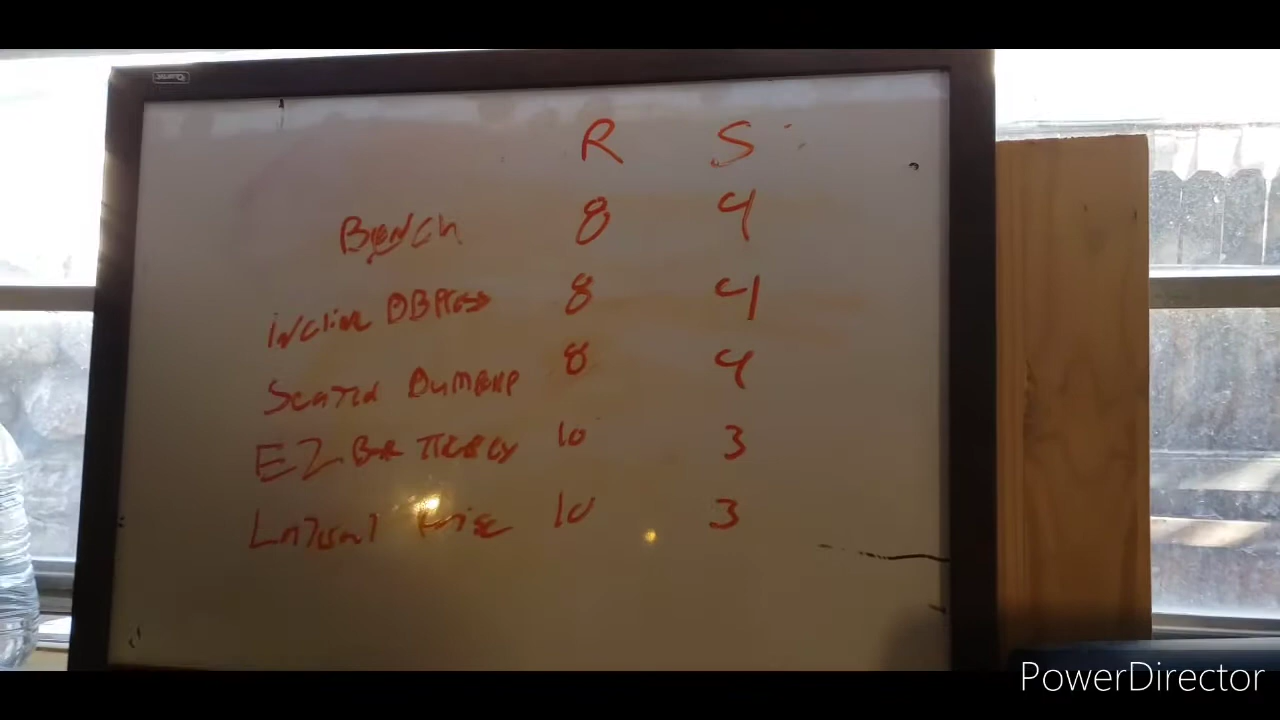 R S
Bench 8 4
Incline DB Press 8 4
Seated 8 4
EZ Bar 10 3
Lateral raise 10 3
PowerDirector